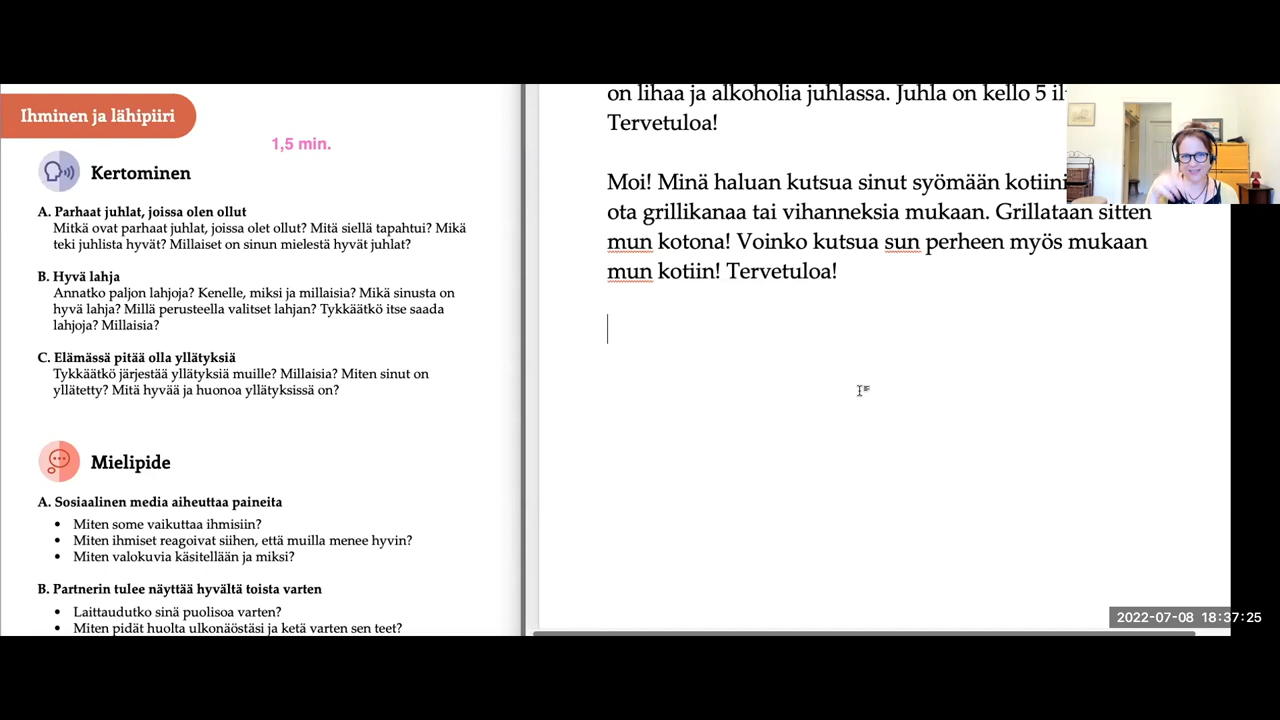 Ihminen ja lähipiiri
1,5 min.
Kertominen
A. Parhaat juhlat, joissa olen ollut
Mitkä ovat parhaat juhlat, joissa olet ollut? Mitä siellä tapahtui? Mikä
teki juhlista hyvät? Millaiset on sinun mielestä hyvät juhlat?
B. Hyvä lahja
Annatko paljon lahjoja? Kenelle, miksi ja millaisia? Mikä sinusta on
hyvä lahja? Millä perusteella valitset lahjan? Tykkäätkö itse saada
lahjoja? Millaisia?
C. Elämässä pitää olla yllätyksiä
Tykkäätkö järjestää yllätyksiä muille? Millaisia? Miten sinut on
yllätetty? Mitä hyvää ja huonoa yllätyksissä on?
Mielipide
A. Sosiaalinen media aiheuttaa paineita
• Miten some vaikuttaa ihmisiin?
• Miten ihmiset reagoivat siihen, että muilla menee hyvin?
• Miten valokuvia käsitellään ja miksi?
B. Partnerin tulee näyttää hyvältä toista varten
• Laittaudutko sinä puolisoa varten?
• Miten pidät huolta ulkonäöstäsi ja ketä varten sen teet?
on lihaa ja alkoholia juhlassa. Juhla on kello 5
Tervetuloa!
Moi! Minä haluan kutsua sinut syömään
ota grillikanaa tai vihanneksia mukaan. Grillataan sitten
mun kotona! Voinko kutsua sun perheen myös mukaan
mun kotiin! Tervetuloa!
2022-07-08 18:37:25